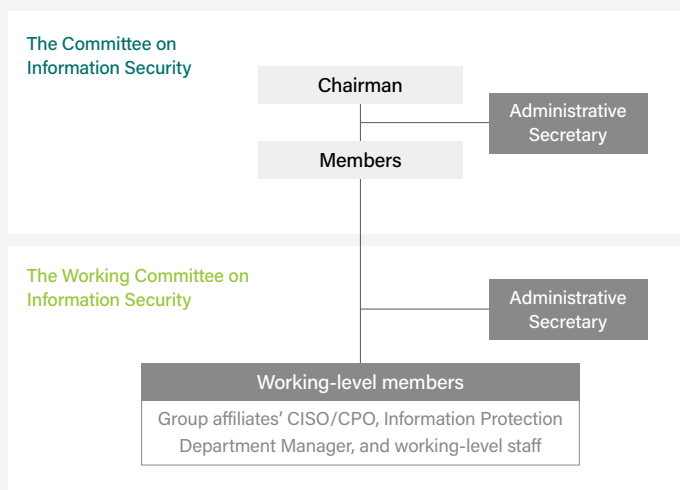 The Committee on
Information Security
Chairman
Administrative
Secretary
Members
The Working Committee on
Information Security
Administrative
Secretary
Working-level members
Group affiliates’ CISO/CPO, Information Protection
Department Manager, and working-level staff